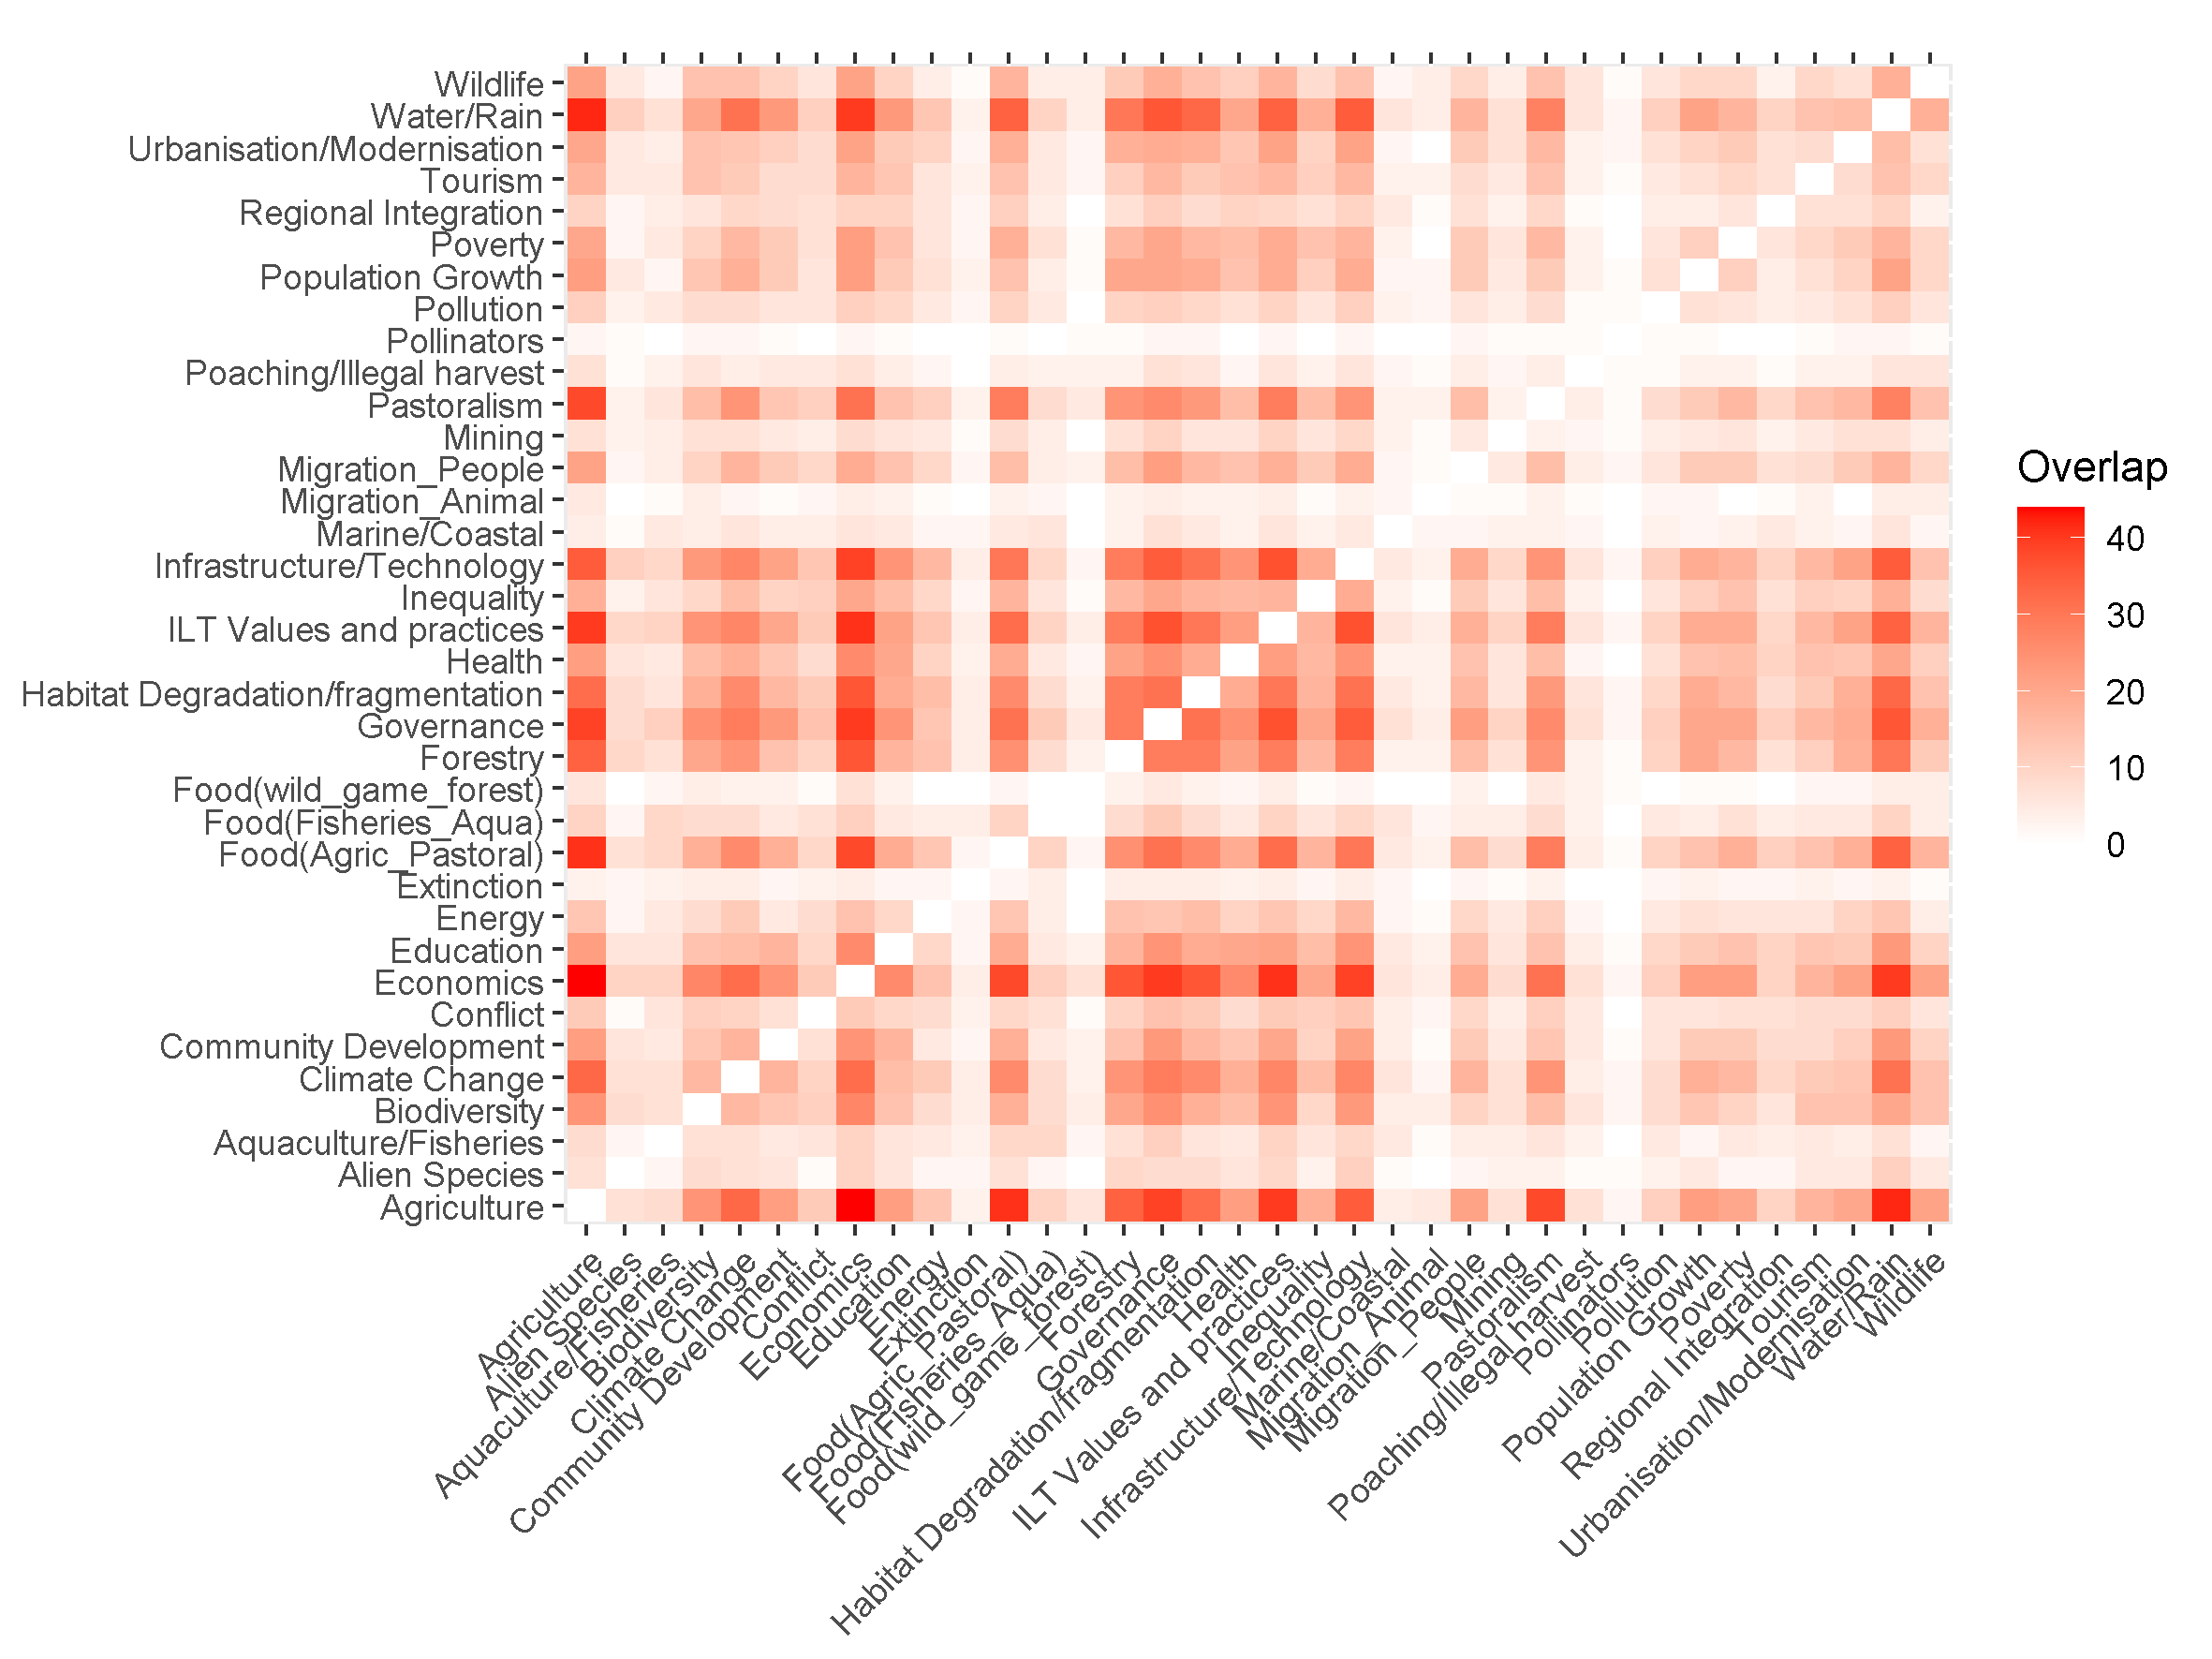 Wildlife
Water/Rain
Urbanisation/Modernisation
Tourism
Regional Integration
Poverty
Population Growth
Pollution
Pollinators
Poaching/Illegal harvest
Pastoralism
Mining
Migration_People
Migration_Animal
Marine/Coastal
Infrastructure/Technology
Inequality
ILT Values and practices
Health
Habitat Degradation/fragmentation
Governance
Forestry
Food(wild_game_forest)
Food(Fisheries_Aqua)
Food(Agric_Pastoral)
Extinction
Energy
Education
Economics
Conflict
Community Development
Climate Change
Biodiversity
Aquaculture/Fisheries
Alien Species
Agriculture
Agriculture
Alien Species
Aquaculture/Fisheries
Biodiversity
Climate Change
Community Development
Conflict
Economics
Education
Energy
Extinction
Food(Agric_Pastoral)
Food(Fisheries_Aqua)
Food(wild_game_forest)
Forestry
Governance
Habitat Degradation/fragmentation
Health
ILT Values and practices
Inequality
Infrastructure/Technology
Marine/Coastal
Migration_Animal
Migration_People
Mining
Pastoralism
Poaching/Illegal harvest
Pollinators
Pollution
Population Growth
Poverty
Regional Integration
Tourism
Urbanisation/Modernisation
Water/Rain
Wildlife
Overlap
40
30
20
10
0